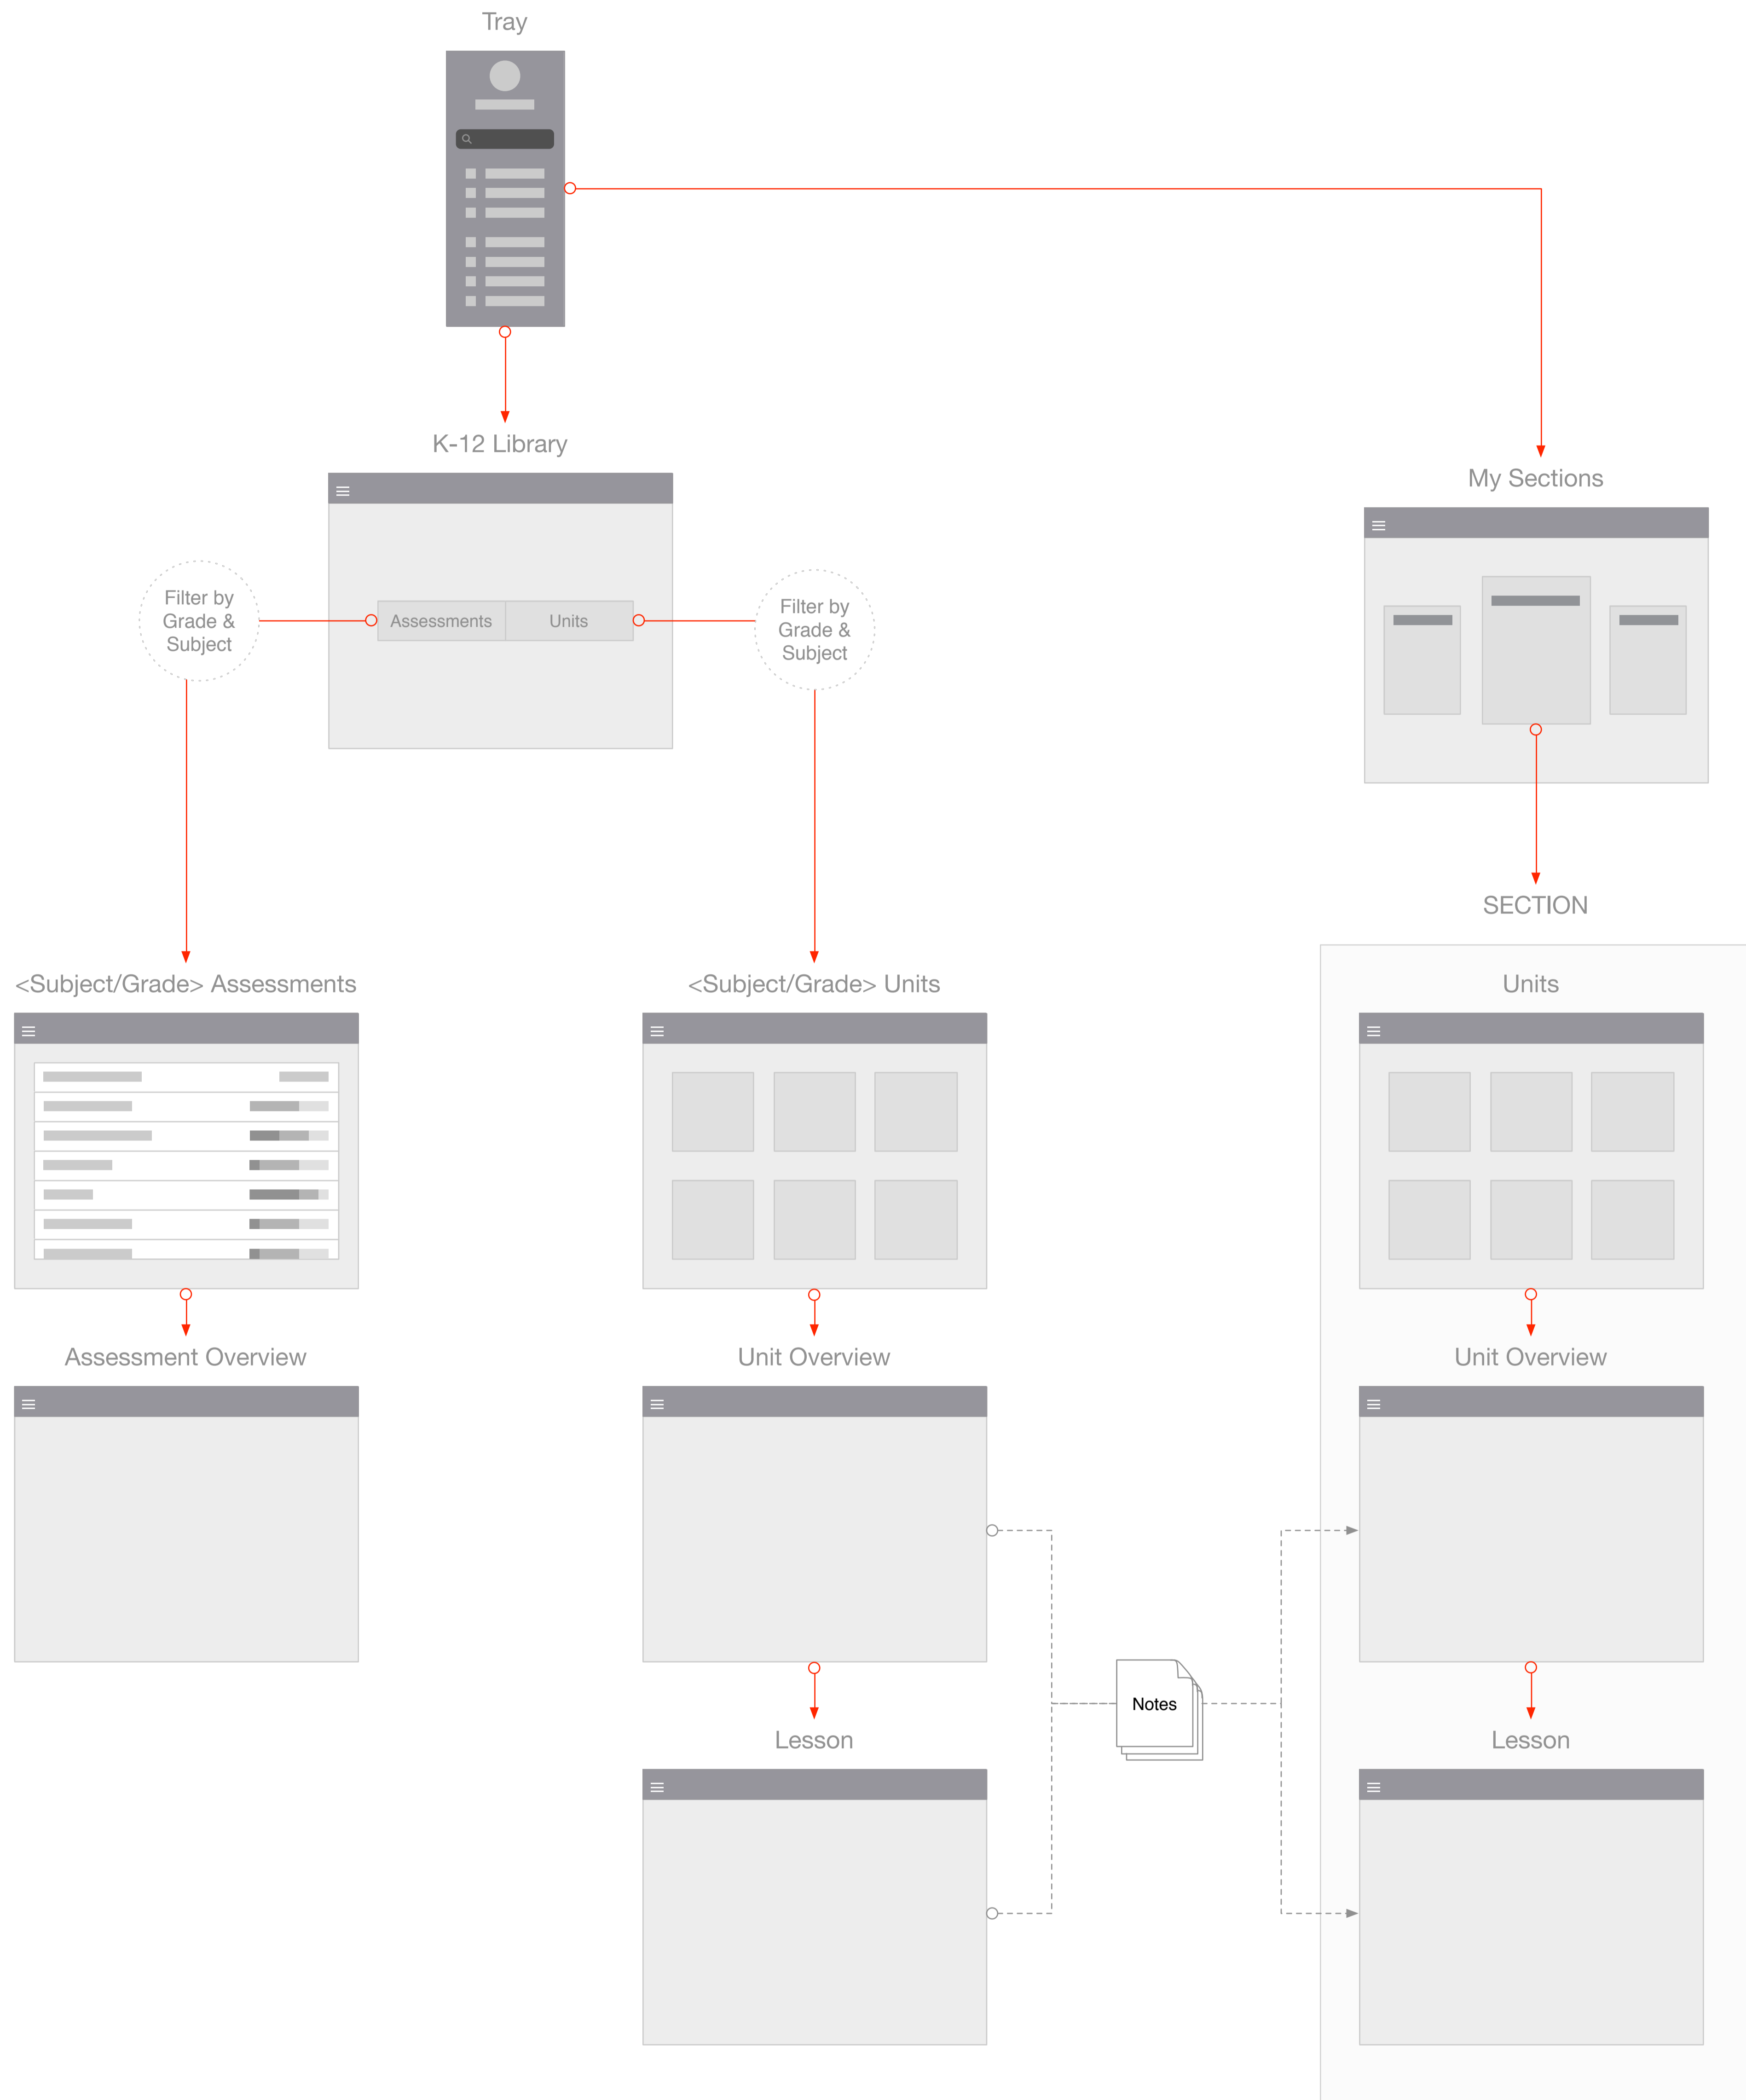 Tray
K-12 Library
My Sections
Filter by
Grade &
Subject
Assessments
Units
Filter by
Grade &
Subject
SECTION
<Subject/Grade> Assessments
<Subject/Grade> Units
Units
Assessment Overview
Unit Overview
Unit Overview
Notes
Lesson
Lesson